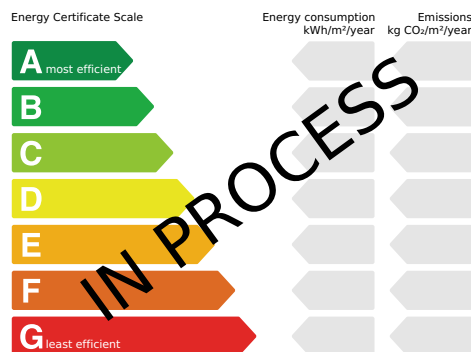 Energy Certificate Scale
Energy consumption
kWh/m²/year
Emissions
kg CO₂/m²/year
A most efficient
B
C
D
E
F
G least efficient
IN PROCESS